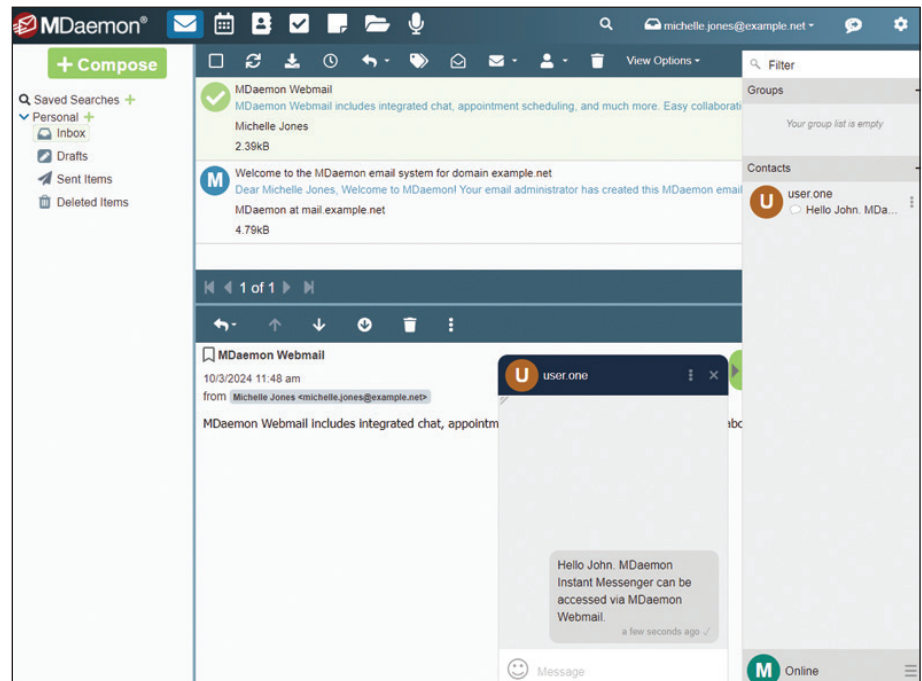 MDaemon®
michelle.jones@example.net
+ Compose
View Options
Filter
Saved Searches +
Personal +
Inbox
Drafts
Sent Items
Deleted Items
MDaemon Webmail
MDaemon Webmail includes integrated chat, appointment scheduling, and much more. Easy collaborati
Michelle Jones
2.39kB
M
Welcome to the MDaemon email system for domain example.net
Dear Michelle Jones, Welcome to MDaemon! Your email administrator has created this MDaemon email
MDaemon at mail.example.net
4.79kB
Groups
Your group list is empty
Contacts
U
user.one
Hello John. MDa...
1 of 1
MDaemon Webmail
10/3/2024 11:48 am
from Michelle Jones <michelle.jones@example.net>
MDaemon Webmail includes integrated chat, appointm
abc
U
user.one
Hello John. MDaemon
Instant Messenger can be
accessed via MDaemon
Webmail.
a few seconds ago
Message
M
Online